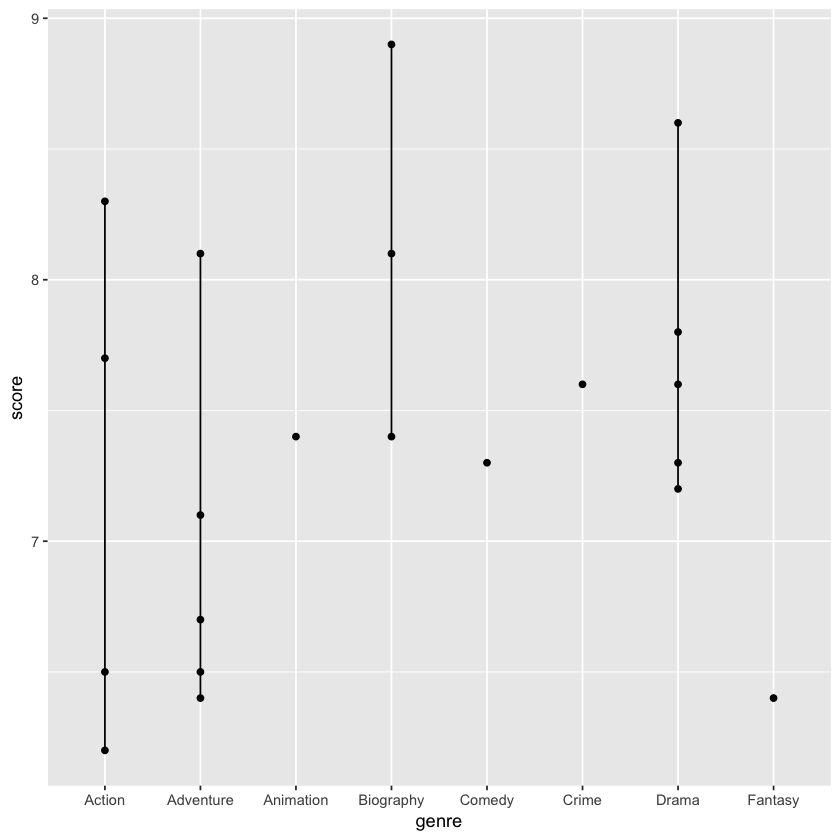 9
8
7
score
Action Adventure Animation Biography Comedy Crime Drama Fantasy
genre